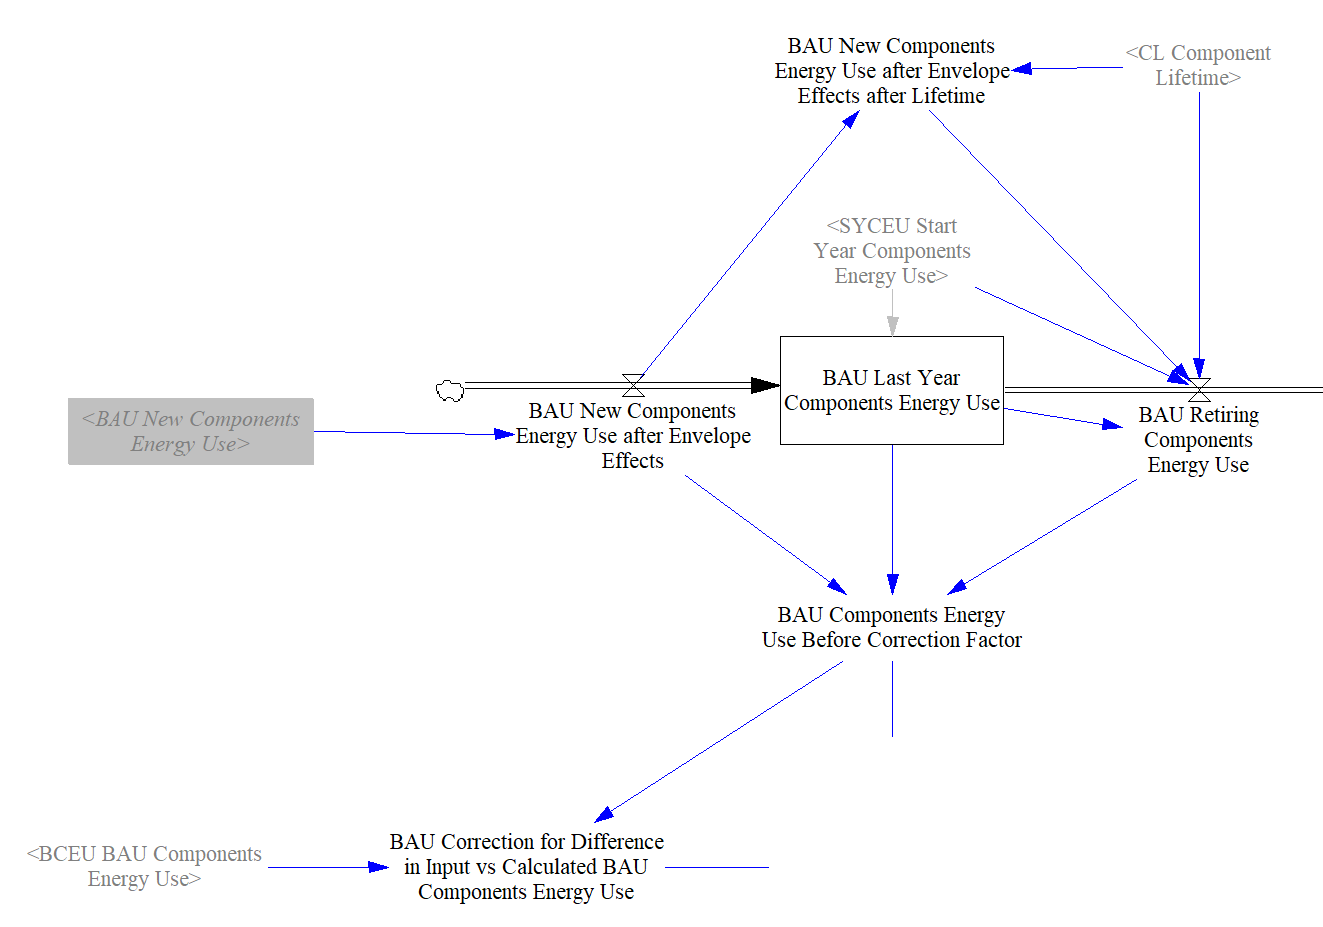 BAU New Components
Energy Use after Envelope
Effects after Lifetime
<CL Component
Lifetime>
<SYCEU Start
Year Components
Energy Use>
BAU Last Year
Components Energy Use
<BAU New Components
Energy Use>
BAU New Components
Energy Use after Envelope
Effects
BAU Retiring
Components
Energy Use
BAU Components Energy
Use Before Correction Factor
<BCEU BAU Components
Energy Use>
BAU Correction for Difference
in Input vs Calculated BAU
Components Energy Use